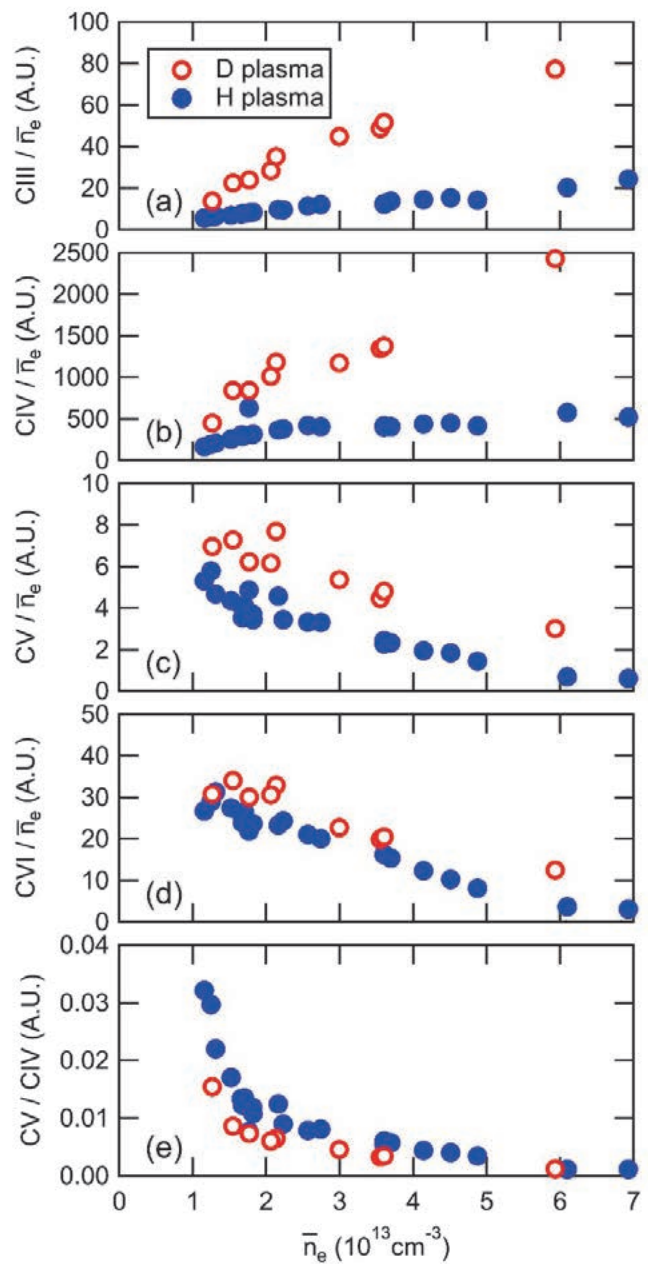 100
80
60
40
20
0
CIII / n̅e (A.U.)
D plasma
H plasma
(a)
2500
2000
1500
1000
500
0
CIV / n̅e (A.U.)
(b)
10
8
6
4
2
0
CV / n̅e (A.U.)
(c)
50
40
30
20
10
0
CVI / n̅e (A.U.)
(d)
0.04
0.03
0.02
0.01
0.00
CV / CIV (A.U.)
(e)
0 1 2 3 4 5 6 7
n̅e (10¹³cm⁻³)